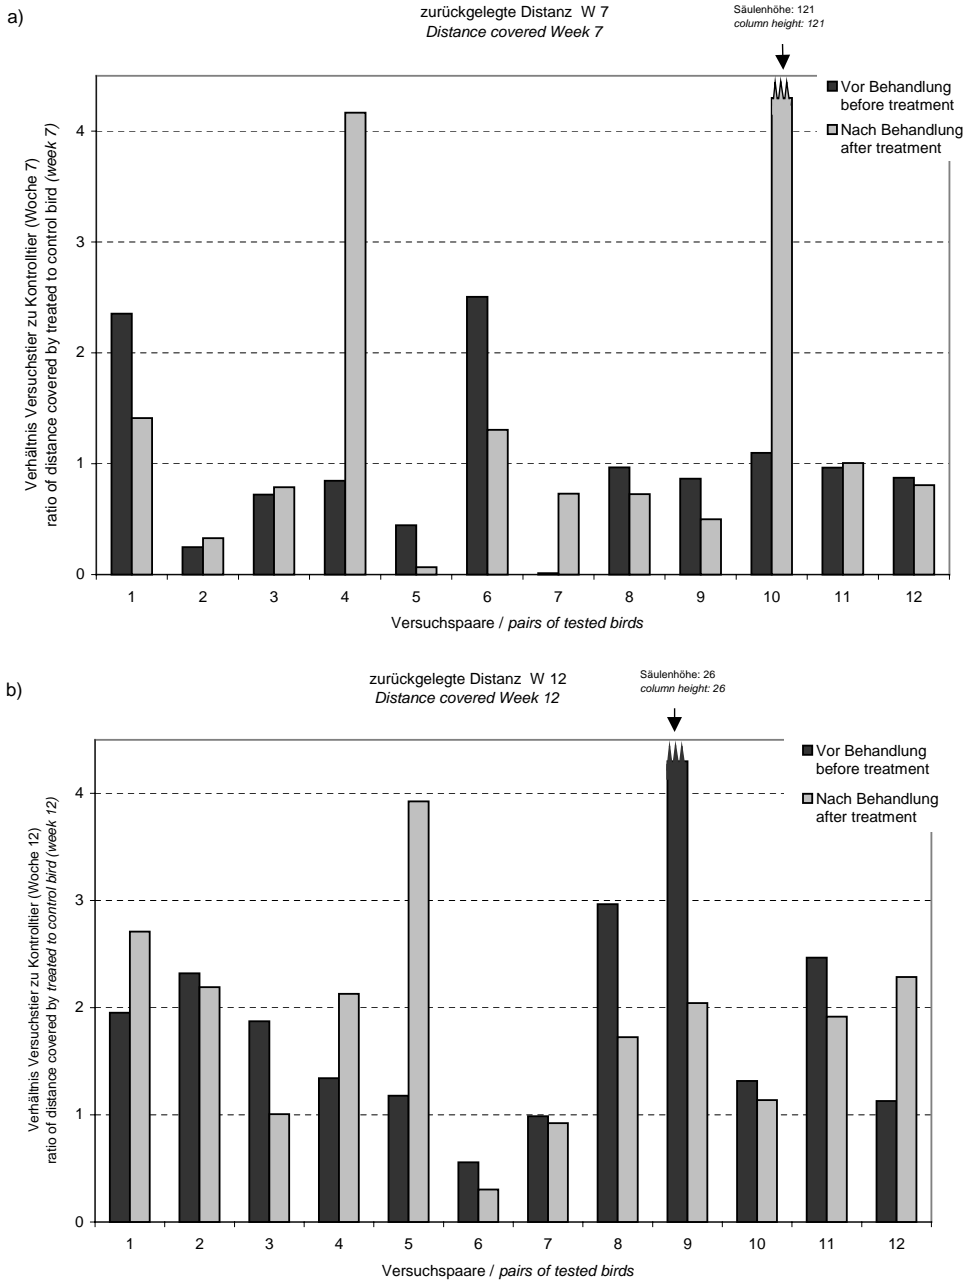 a)
zurückgelegte Distanz W 7
Distance covered Week 7
Säulenhöhe: 121
column height: 121
Vor Behandlung
before treatment
Nach Behandlung
after treatment
Verhältnis Versuchstier zu Kontrolltier (Woche 7)
ratio of distance covered by treated to control bird (week 7)
4
3
2
1
0
1 2 3 4 5 6 7 8 9 10 11 12
Versuchspaare / pairs of tested birds
b)
zurückgelegte Distanz W 12
Distance covered Week 12
Säulenhöhe: 26
column height: 26
Vor Behandlung
before treatment
Nach Behandlung
after treatment
Verhältnis Versuchstier zu Kontrolltier (Woche 12)
ratio of distance covered by treated to control bird (week 12)
4
3
2
1
0
1 2 3 4 5 6 7 8 9 10 11 12
Versuchspaare / pairs of tested birds